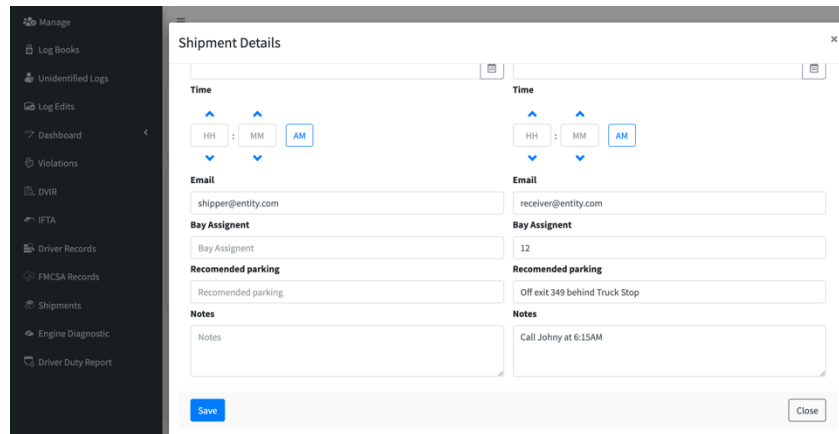 Manage
Log Books
Unidentified Logs
Log Edits
Dashboard
Violations
DVIR
IFTA
Driver Records
FMCSA Records
Shipments
Engine Diagnostic
Driver Duty Report
Shipment Details ×
Time Time
HH : MM AM HH : MM AM
Email Email
shipper@entity.com receiver@entity.com
Bay Assignent Bay Assignent
Bay Assignent 12
Recomended parking Recomended parking
Recomended parking Off exit 349 behind Truck Stop
Notes Notes
Notes Call Johny at 6:15AM
Save Close